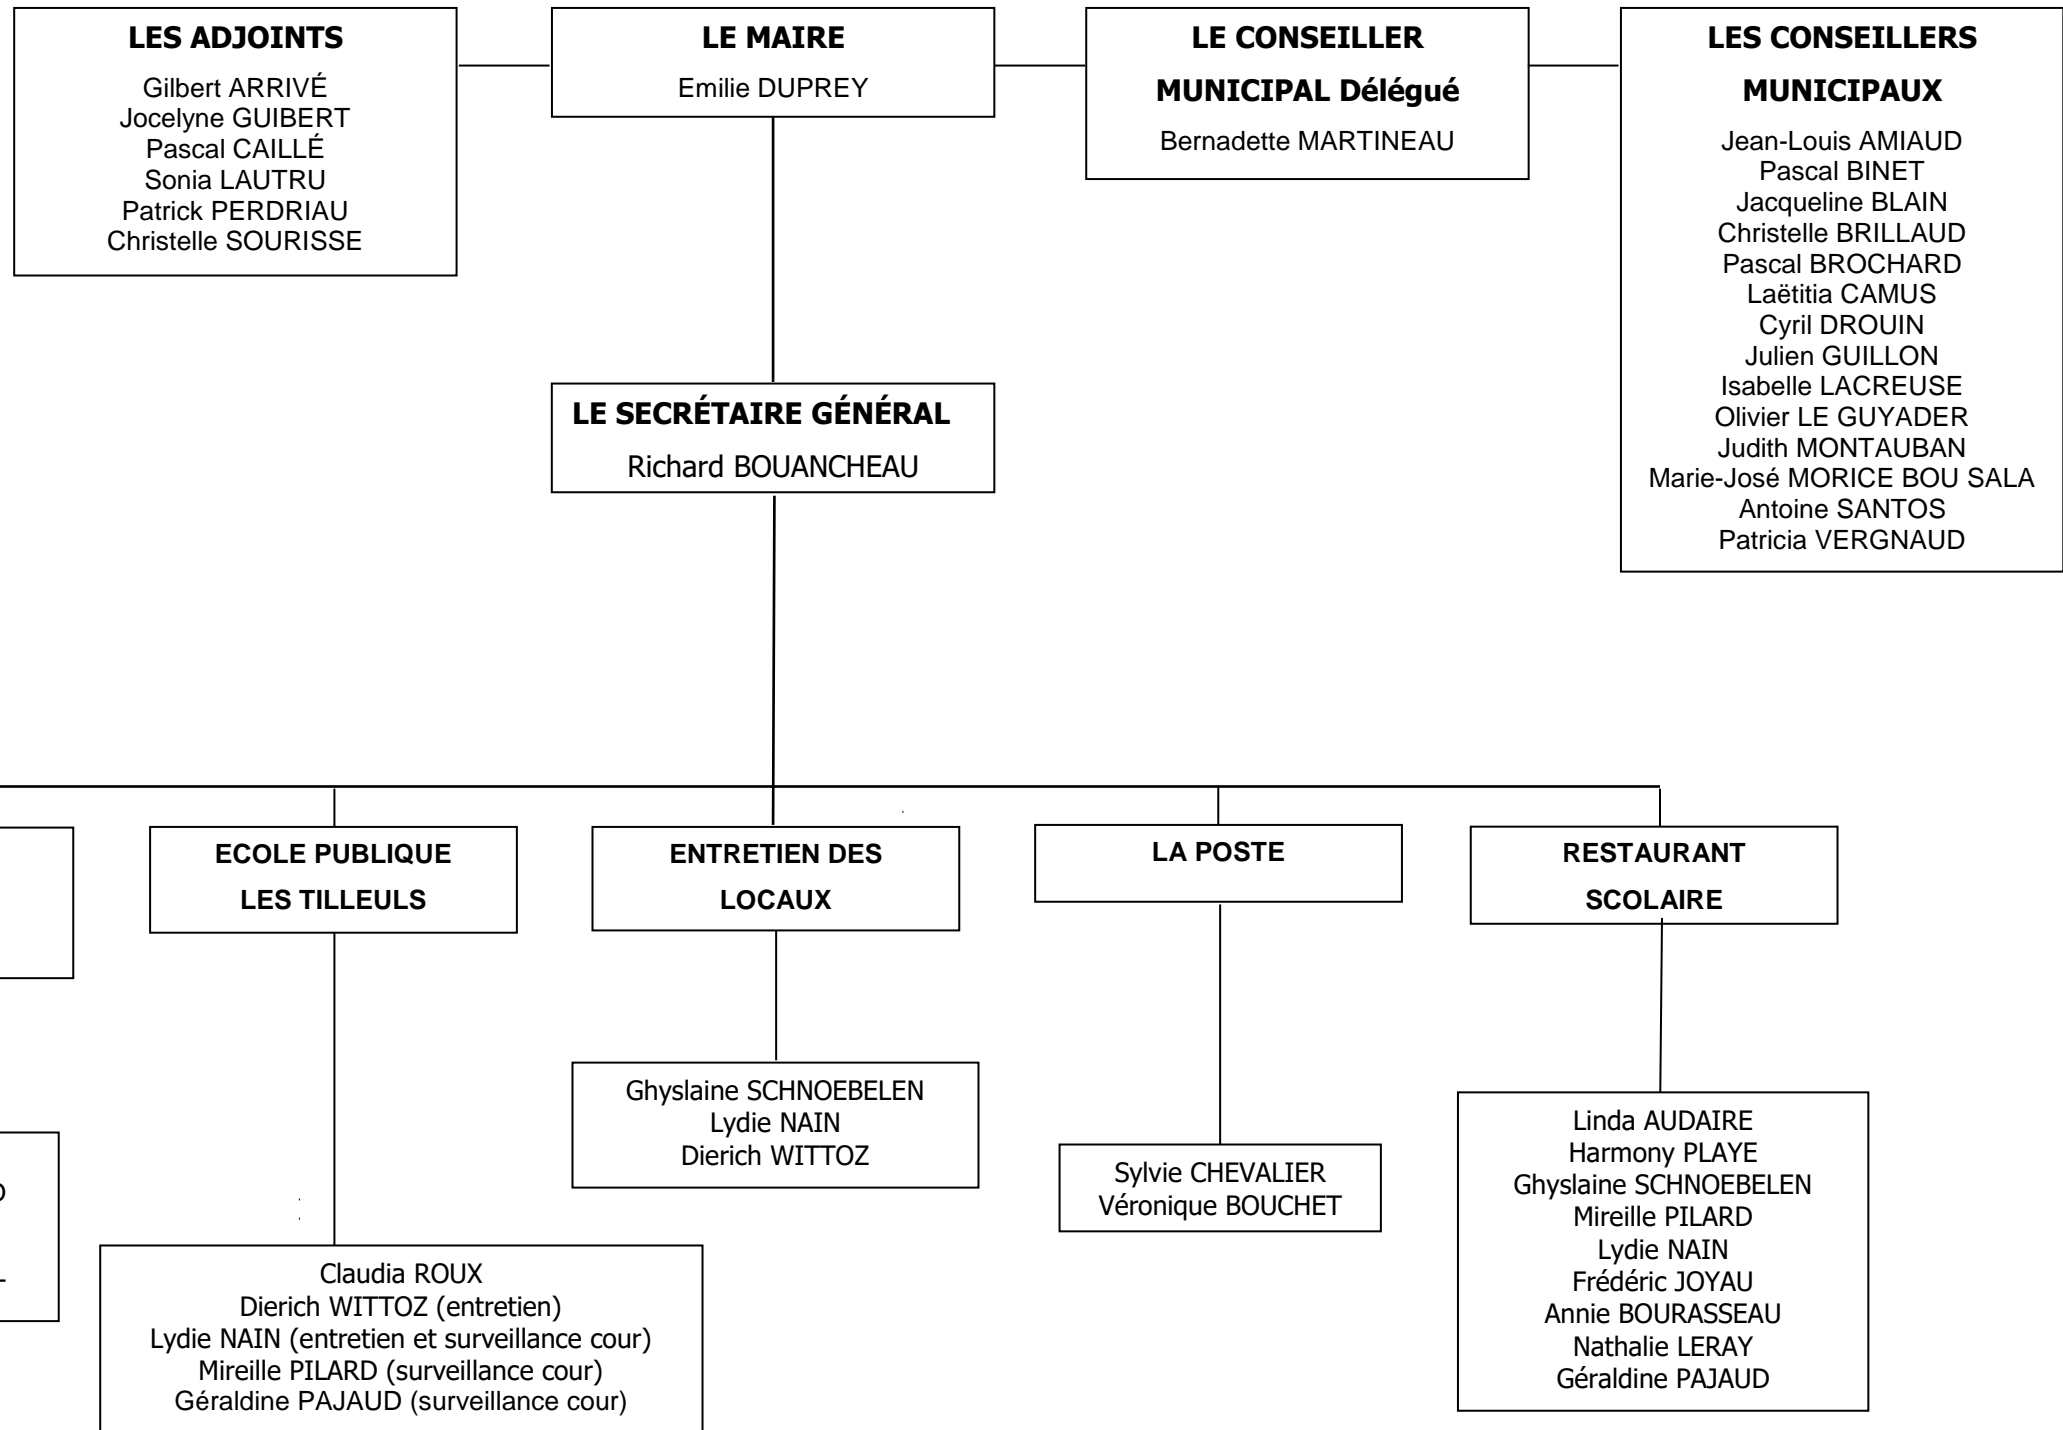 LES ADJOINTS
Gilbert ARRIVÉ
Jocelyne GUIBERT
Pascal CAILLÉ
Sonia LAUTRU
Patrick PERDRIAU
Christelle SOURISSE
LE MAIRE
Emilie DUPREY
LE CONSEILLER
MUNICIPAL Délégué
Bernadette MARTINEAU
LES CONSEILLERS
MUNICIPAUX
Jean-Louis AMIAUD
Pascal BINET
Jacqueline BLAIN
Christelle BRILLAUD
Pascal BROCHARD
Laëtitia CAMUS
Cyril DROUIN
Julien GUILLON
Isabelle LACREUSE
Olivier LE GUYADER
Judith MONTAUBAN
Marie-José MORICE BOU SALA
Antoine SANTOS
Patricia VERGNAUD
LE SECRÉTAIRE GÉNÉRAL
Richard BOUANCHEAU
ECOLE PUBLIQUE
LES TILLEULS
Claudia ROUX
Dierich WITTOZ (entretien)
Lydie NAIN (entretien et surveillance cour)
Mireille PILARD (surveillance cour)
Géraldine PAJAUD (surveillance cour)
ENTRETIEN DES
LOCAUX
Ghyslaine SCHNOEBELEN
Lydie NAIN
Dierich WITTOZ
LA POSTE
Sylvie CHEVALIER
Véronique BOUCHET
RESTAURANT
SCOLAIRE
Linda AUDAIRE
Harmony PLAYE
Ghyslaine SCHNOEBELEN
Mireille PILARD
Lydie NAIN
Frédéric JOYAU
Annie BOURASSEAU
Nathalie LERAY
Géraldine PAJAUD